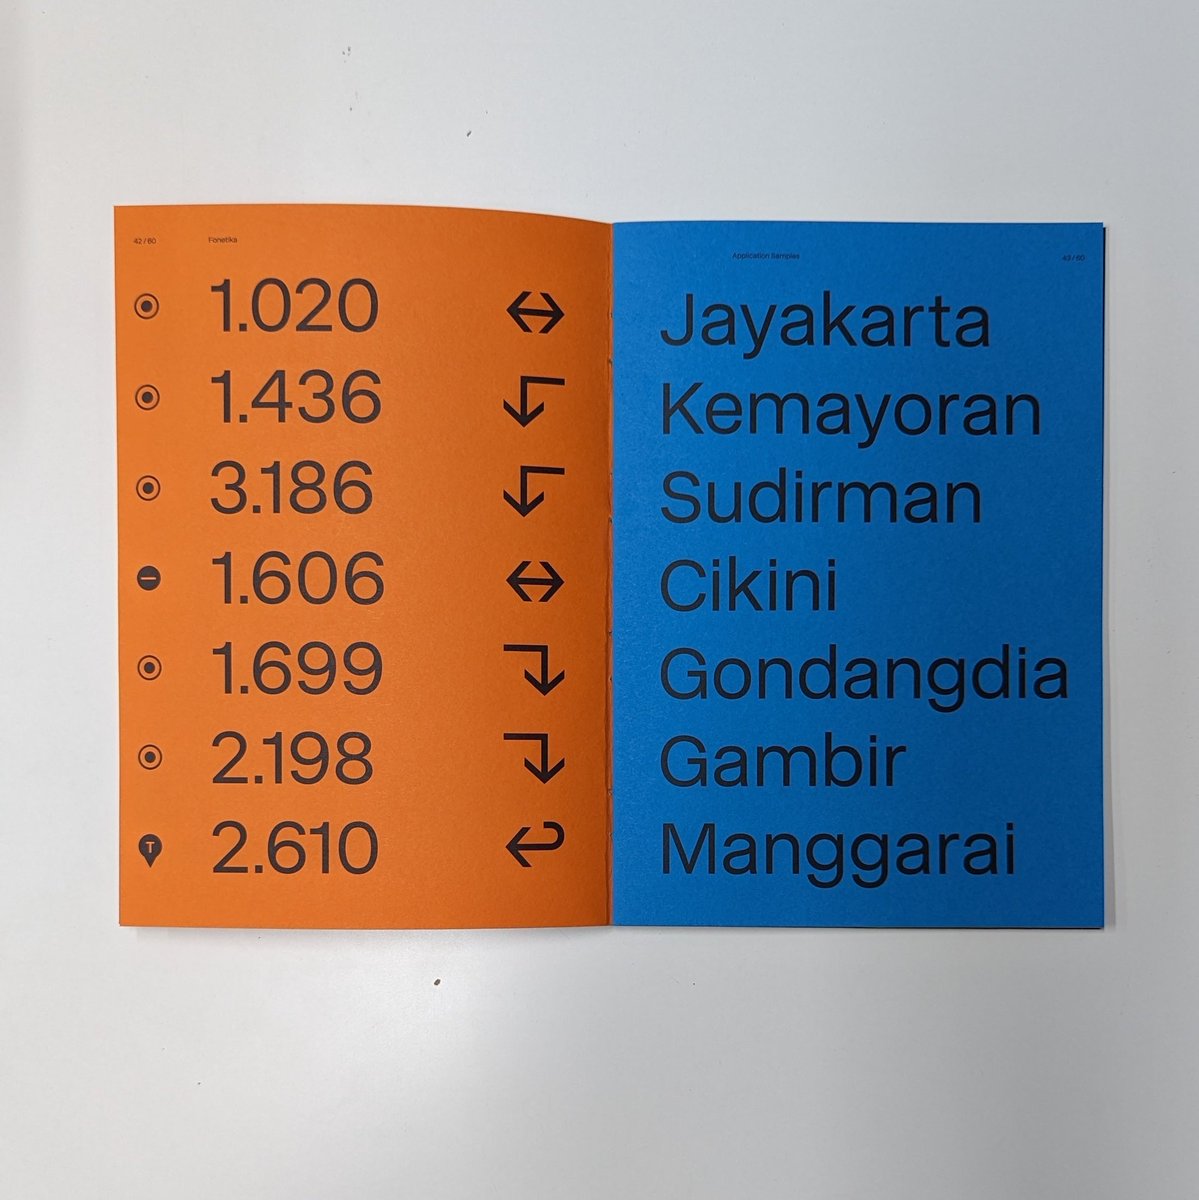 42 / 60 Fonetika
1.020 ↔
1.436 ↙
3.186 ↙
1.606 ↔
1.699 ↘
2.198 ↘
T 2.610 ↩
Application Samples 43 / 60
Jayakarta
Kemayoran
Sudirman
Cikini
Gondangdia
Gambir
Manggarai